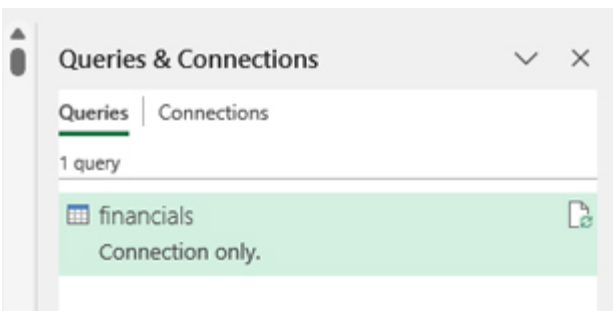 Queries & Connections
Queries Connections
1 query
financials
Connection only.